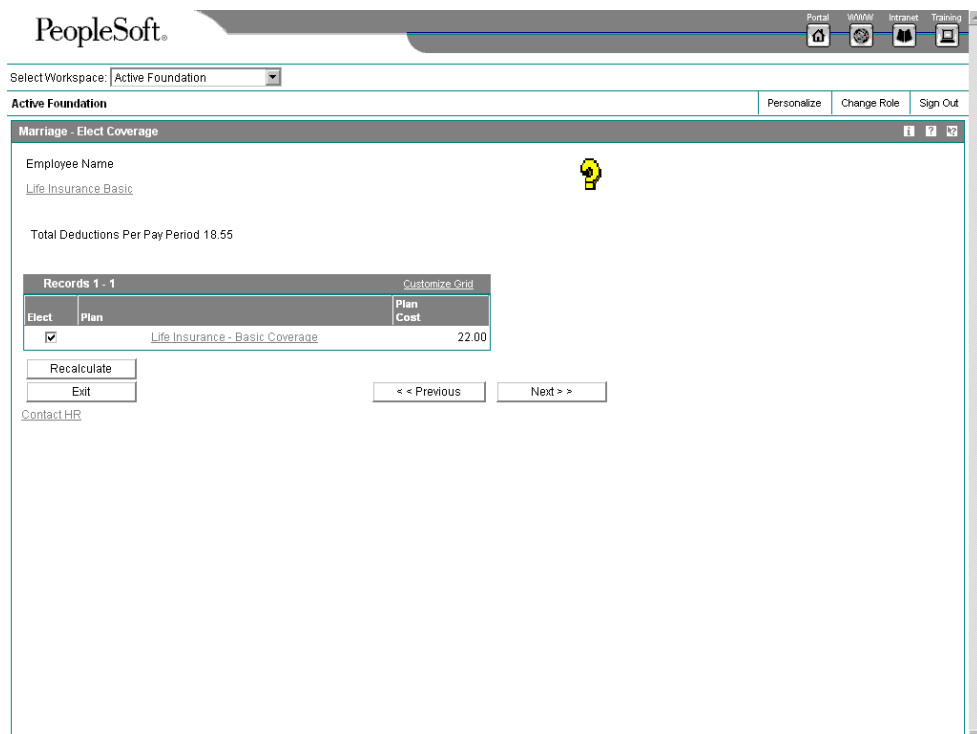 PeopleSoft®
Portal WWW Intranet Training
Select Workspace: Active Foundation
Active Foundation Personalize Change Role Sign Out
Marriage - Elect Coverage
Employee Name
Life Insurance Basic
Total Deductions Per Pay Period 18.55
Records 1 - 1 Customize Grid
Elect Plan Plan Cost
Life Insurance - Basic Coverage 22.00
Recalculate
Exit < < Previous Next > >
Contact HR